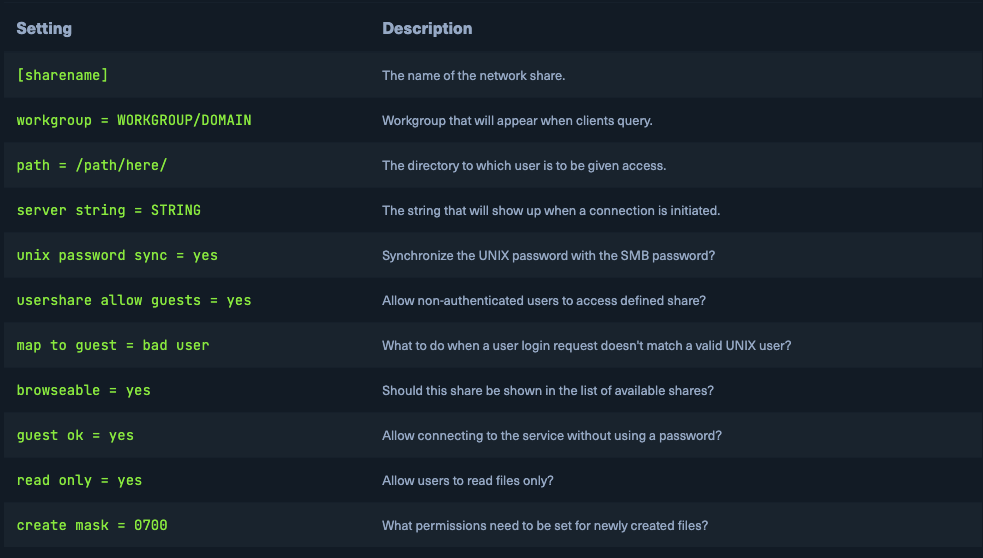 Setting Description
[sharename] The name of the network share.
workgroup = WORKGROUP/DOMAIN Workgroup that will appear when clients query.
path = /path/here/ The directory to which user is to be given access.
server string = STRING The string that will show up when a connection is initiated.
unix password sync = yes Synchronize the UNIX password with the SMB password?
usershare allow guests = yes Allow non-authenticated users to access defined share?
map to guest = bad user What to do when a user login request doesn't match a valid UNIX user?
browseable = yes Should this share be shown in the list of available shares?
guest ok = yes Allow connecting to the service without using a password?
read only = yes Allow users to read files only?
create mask = 0700 What permissions need to be set for newly created files?